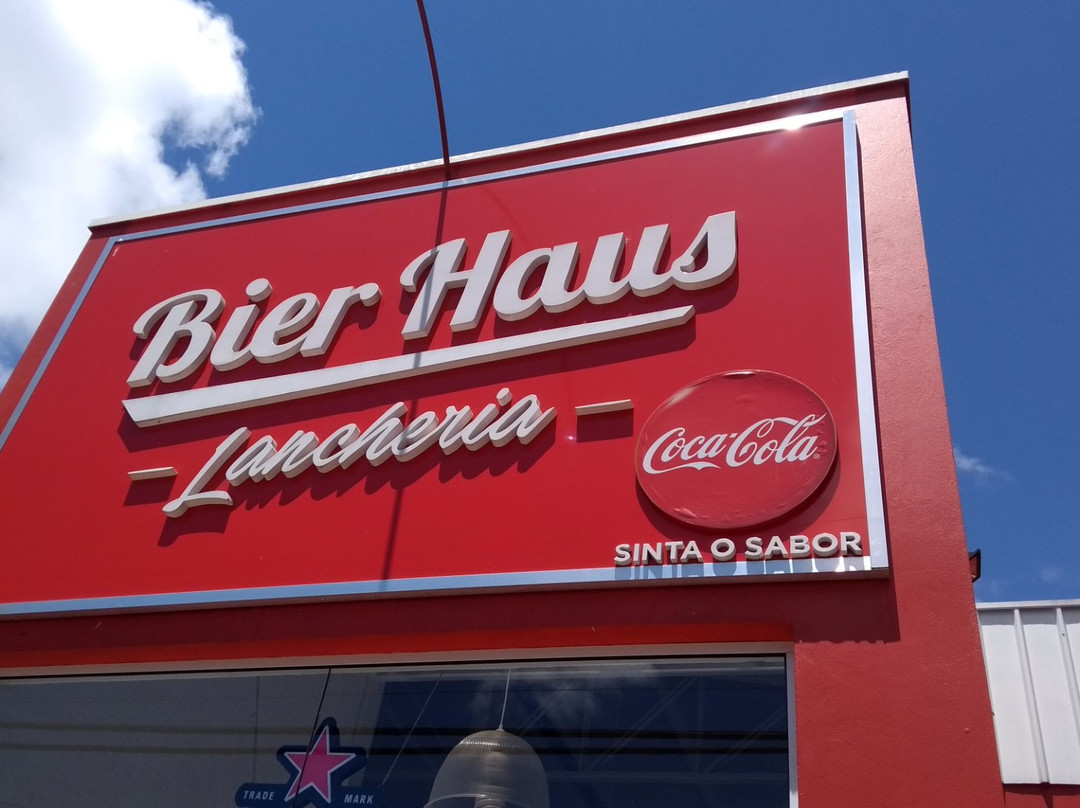 Bier Haus
Lancheria
Coca-Cola
SINTA O SABOR
TRADE MARK